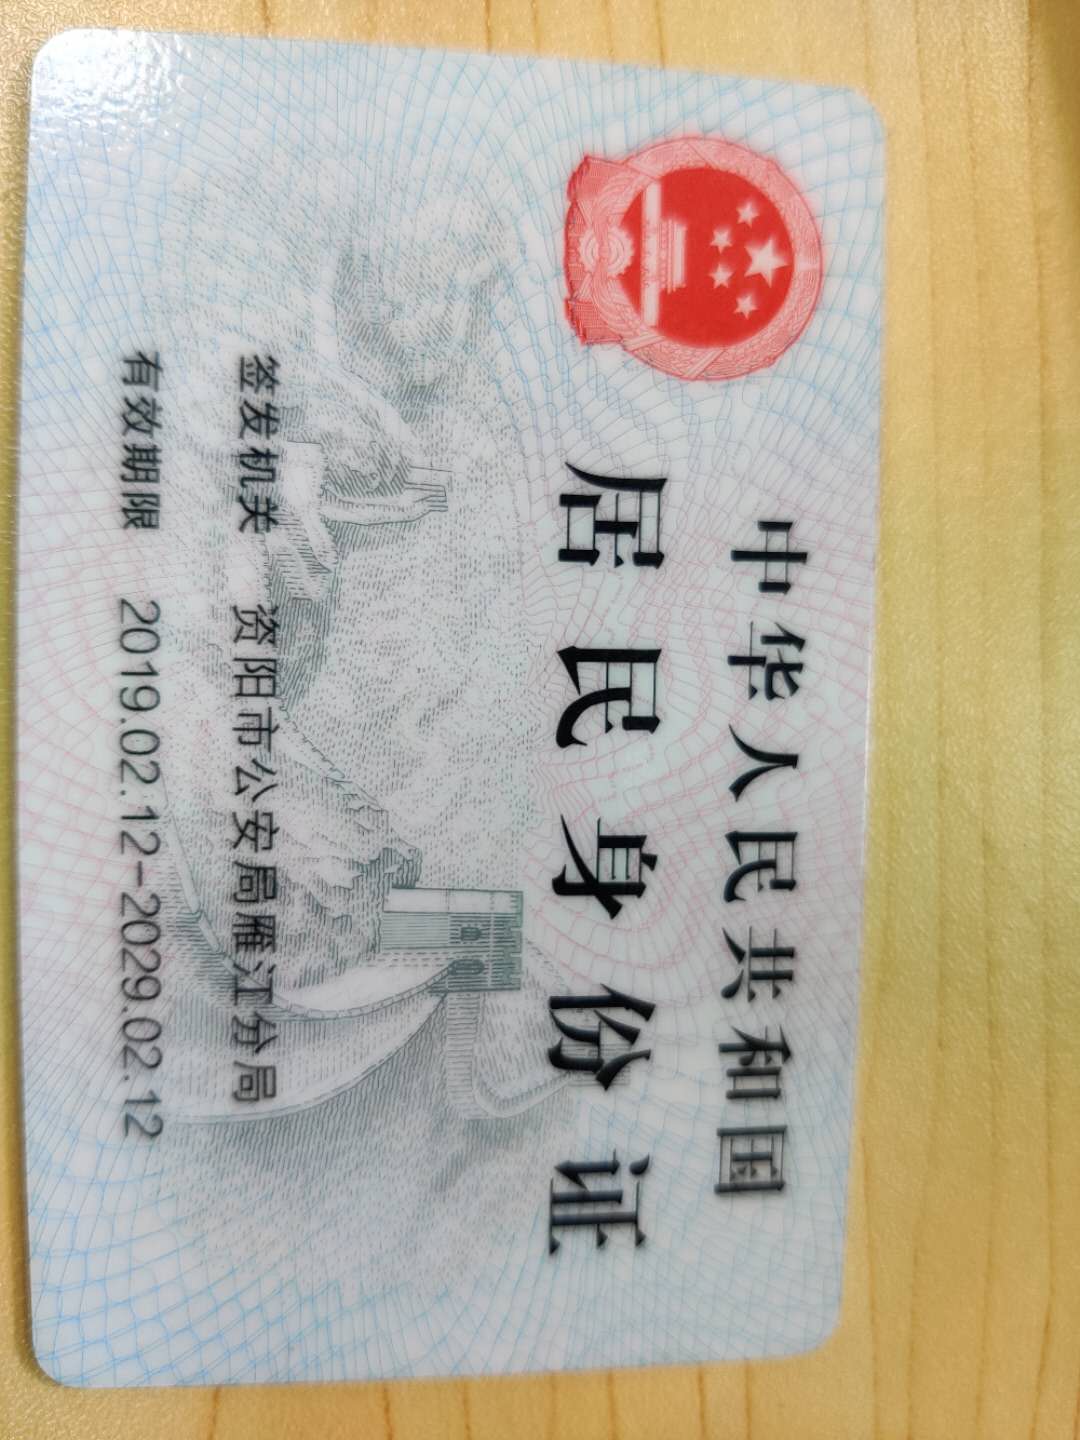 中华人民共和国
居民身份证
签发机关 资阳市公安局雁江分局
有效期限 2019.02.12-2029.02.12